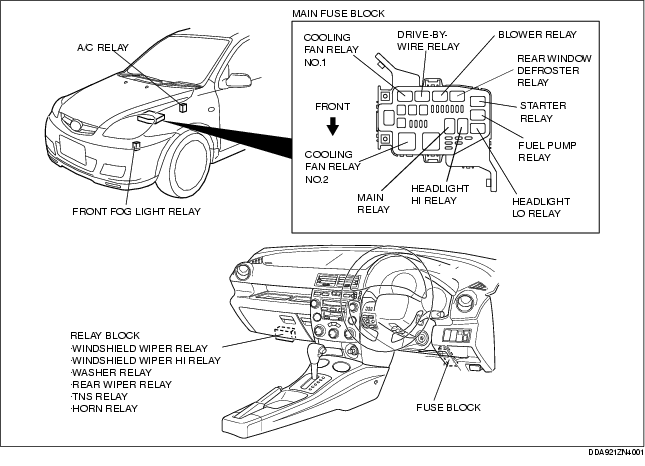 MAIN FUSE BLOCK
A/C RELAY
COOLING
FAN RELAY
NO.1
DRIVE-BY-
WIRE RELAY
BLOWER RELAY
REAR WINDOW
DEFROSTER
RELAY
STARTER
RELAY
FRONT
FUEL PUMP
RELAY
COOLING
FAN RELAY
NO.2
MAIN
RELAY
HEADLIGHT
HI RELAY
HEADLIGHT
LO RELAY
FRONT FOG LIGHT RELAY
RELAY BLOCK
·WINDSHIELD WIPER RELAY
·WINDSHIELD WIPER HI RELAY
·WASHER RELAY
·REAR WIPER RELAY
·TNS RELAY
·HORN RELAY
FUSE BLOCK
DDA921ZN4001